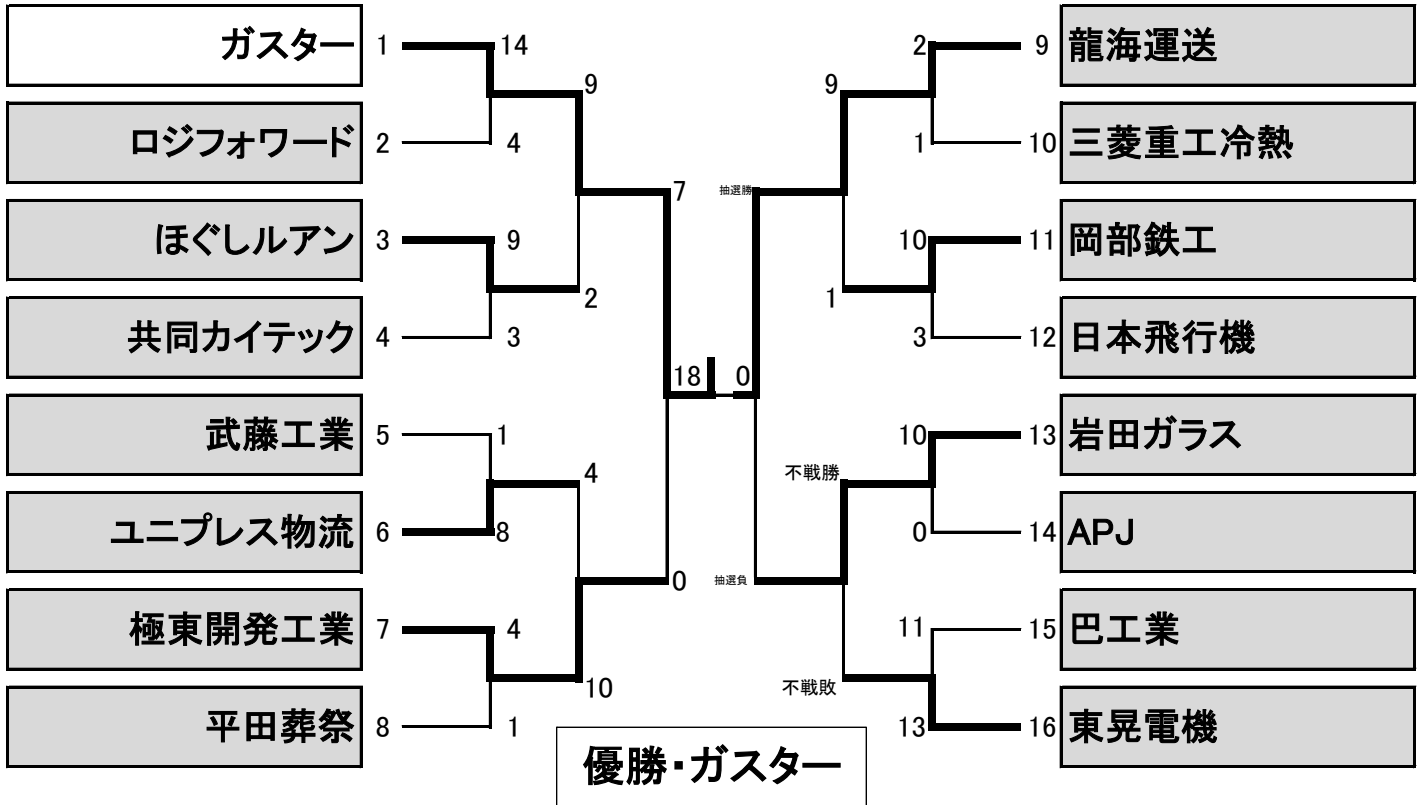 ガスター 1 14 2 9 龍海運送
9 9
ロジフォワード 2 4 1 10 三菱重工冷熱
7 抽選勝
ほぐしルアン 3 9 10 11 岡部鉄工
2 1
共同カイテック 4 3 3 12 日本飛行機
18 0
武藤工業 5 1 10 13 岩田ガラス
4 不戦勝
ユニプレス物流 6 8 0 14 APJ
0 抽選負
極東開発工業 7 4 11 15 巴工業
10 不戦敗
平田葬祭 8 1 13 16 東晃電機
優勝・ガスター